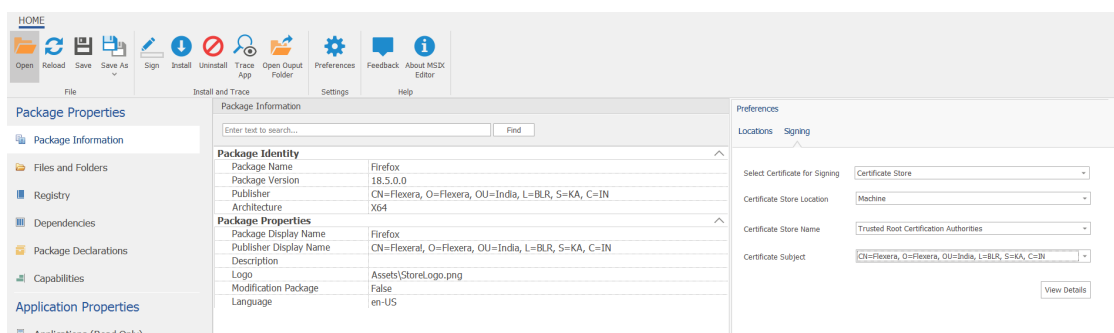 HOME
Open Reload Save Save As Sign Install Uninstall Trace App Open Ouput Folder Preferences Feedback About MSIX Editor
File Install and Trace Settings Help
Package Properties
Package Information
Files and Folders
Registry
Dependencies
Package Declarations
Capabilities
Application Properties
Applications (Read Only)
Package Information
Enter text to search... Find
Package Identity
Package Name Firefox
Package Version 18.5.0.0
Publisher CN=Flexera, O=Flexera, OU=India, L=BLR, S=KA, C=IN
Architecture X64
Package Properties
Package Display Name Firefox
Publisher Display Name CN=Flexera!, O=Flexera, OU=India, L=BLR, S=KA, C=IN
Description
Logo Assets\StoreLogo.png
Modification Package False
Language en-US
Preferences
Locations Signing
Select Certificate for Signing Certificate Store
Certificate Store Location Machine
Certificate Store Name Trusted Root Certification Authorities
Certificate Subject CN=Flexera, O=Flexera, OU=India, L=BLR, S=KA, C=IN
View Details